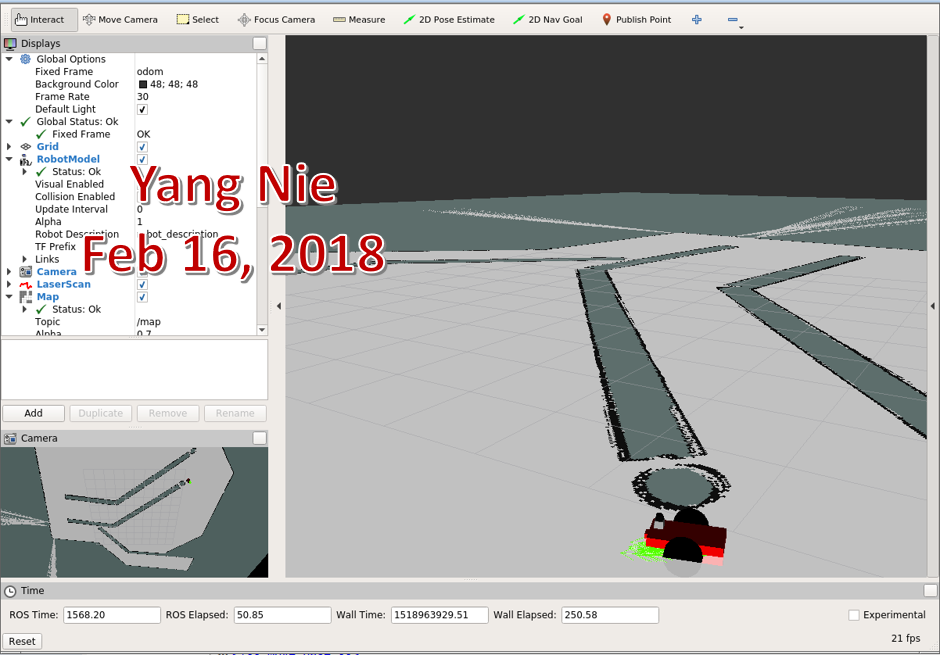 Interact Move Camera Select Focus Camera Measure 2D Pose Estimate 2D Nav Goal Publish Point
Displays
Global Options
Fixed Frame odom
Background Color 48; 48; 48
Frame Rate 30
Default Light
Global Status: Ok
Fixed Frame OK
Grid
RobotModel
Status: Ok
Visual Enabled
Collision Enabled
Update Interval 0
Alpha 1
Robot Description bot_description
TF Prefix
Links
Camera
LaserScan
Map
Status: Ok
Topic /map
Alpha 0.7
Yang Nie
Feb 16, 2018
Add Duplicate Remove Rename
Camera
Time
ROS Time: 1568.20 ROS Elapsed: 50.85 Wall Time: 1518963929.51 Wall Elapsed: 250.58 Experimental
Reset 21 fps